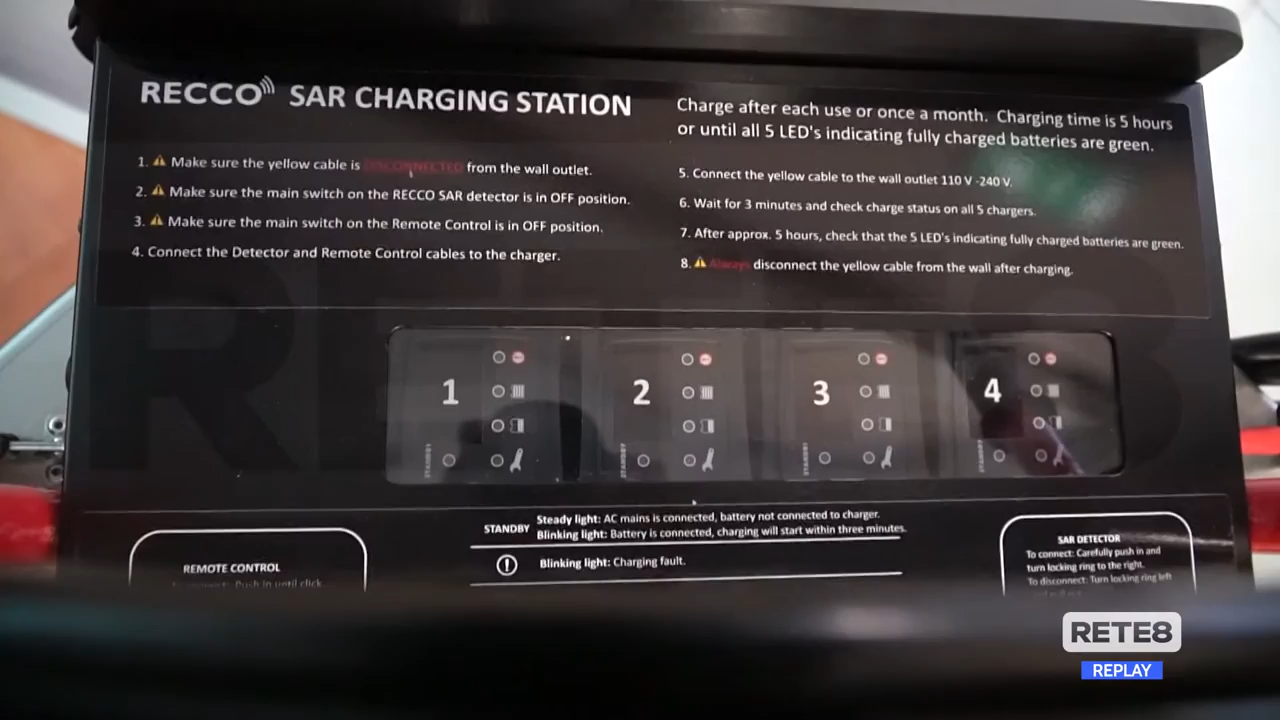 RECCO SAR CHARGING STATION
Charge after each use or once a month. Charging time is 5 hours
or until all 5 LED's indicating fully charged batteries are green.
1. Make sure the yellow cable is DISCONNECTED from the wall outlet.
2. Make sure the main switch on the RECCO SAR detector is in OFF position.
3. Make sure the main switch on the Remote Control is in OFF position.
4. Connect the Detector and Remote Control cables to the charger.
5. Connect the yellow cable to the wall outlet 110 V -240 V.
6. Wait for 3 minutes and check charge status on all 5 chargers.
7. After approx. 5 hours, check that the 5 LED's indicating fully charged batteries are green.
8. Always disconnect the yellow cable from the wall after charging.
1 2 3 4
STANDBY STANDBY STANDBY STANDBY
STANDBY
Steady light: AC mains is connected, battery not connected to charger.
Blinking light: Battery is connected, charging will start within three minutes.
Blinking light: Charging fault.
REMOTE CONTROL
Push in until click
SAR DETECTOR
To connect: Carefully push in and
turn locking ring to the right.
To disconnect: Turn locking ring left
RETE8
RETE8
REPLAY